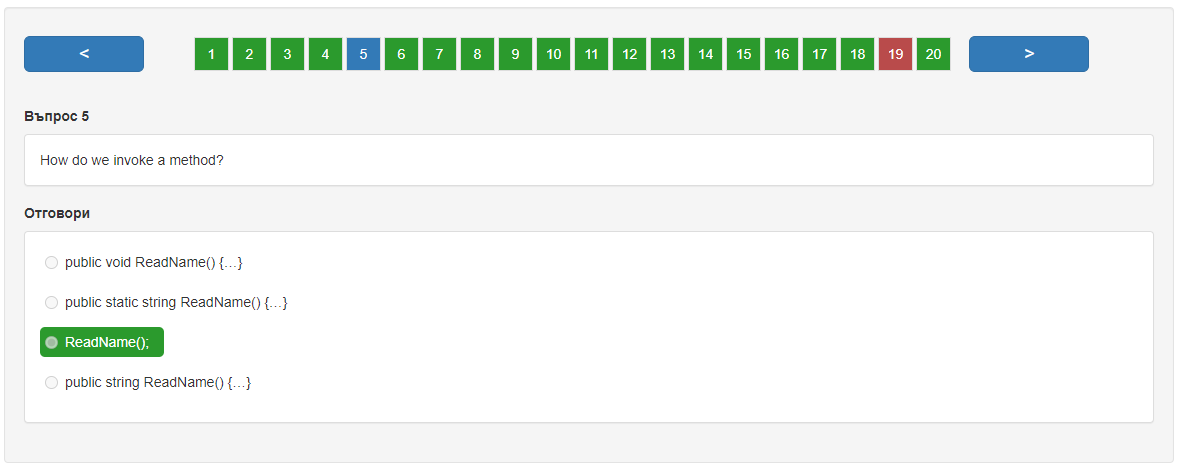 < 1 2 3 4 5 6 7 8 9 10 11 12 13 14 15 16 17 18 19 20 >
Въпрос 5
How do we invoke a method?
Отговори
public void ReadName() {…}
public static string ReadName() {…}
ReadName();
public string ReadName() {…}